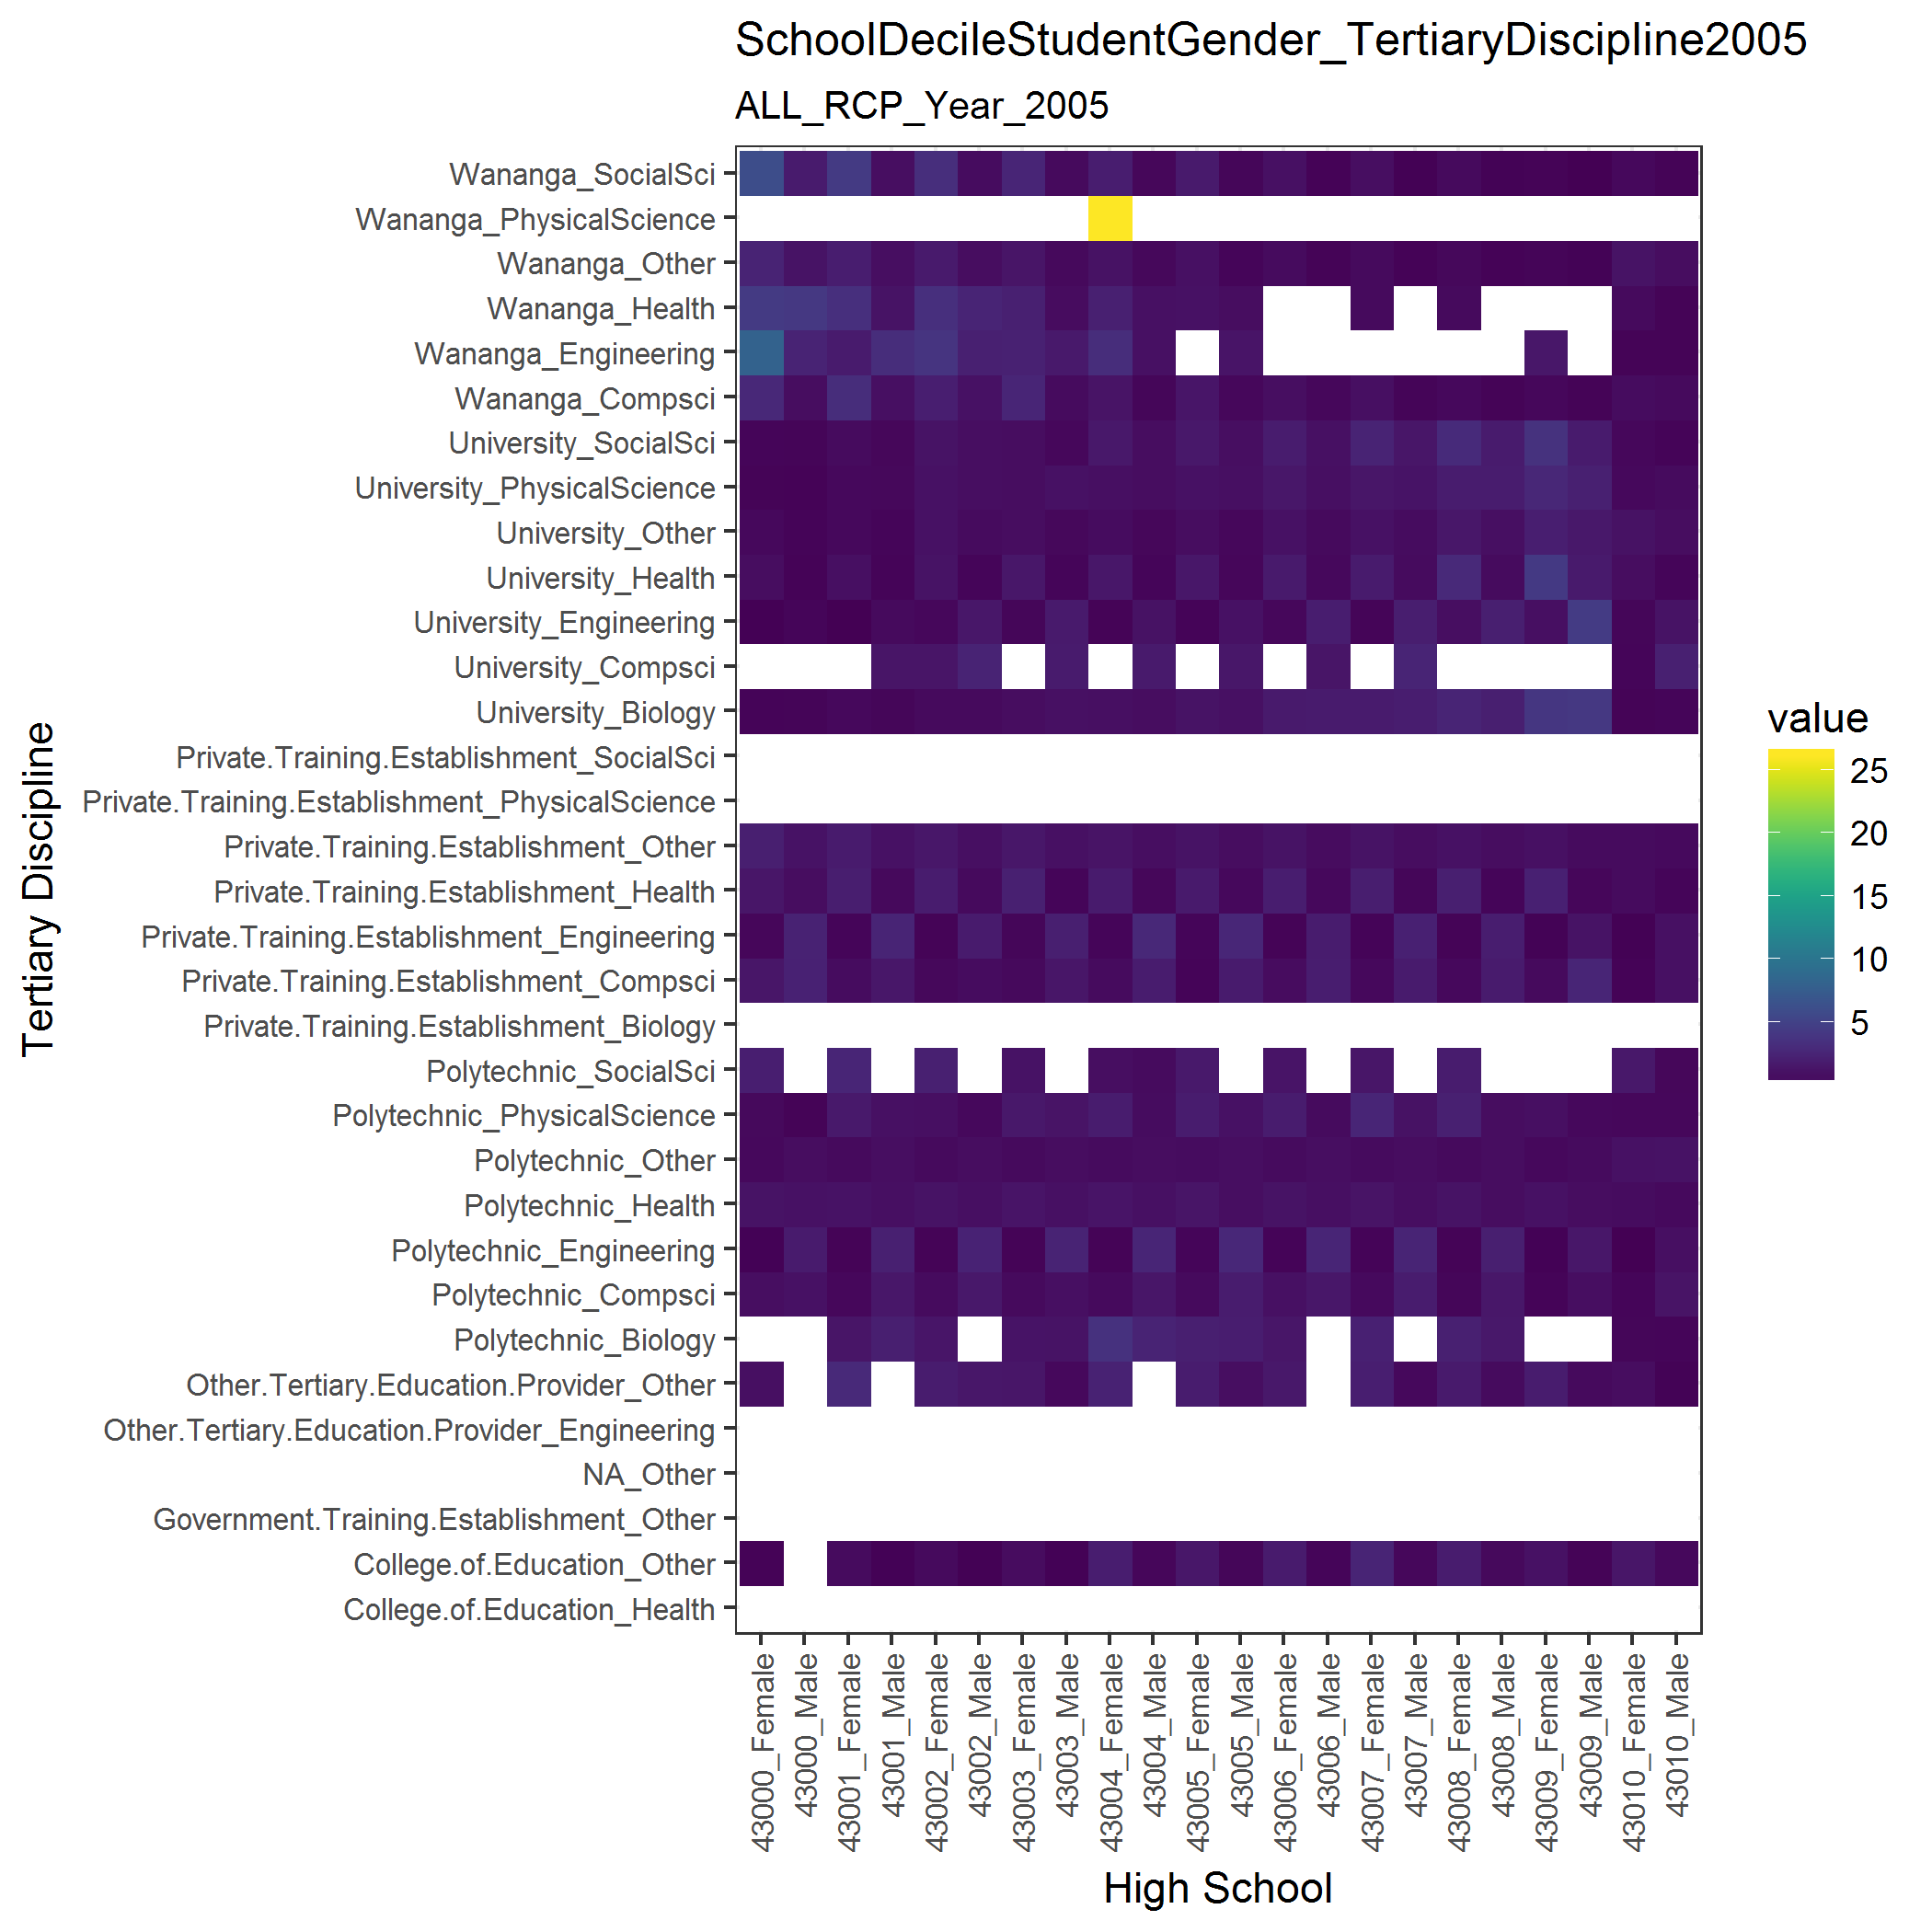 SchoolDecileStudentGender_TertiaryDiscipline2005
ALL_RCP_Year_2005
Tertiary Discipline
Wananga_SocialSci
Wananga_PhysicalScience
Wananga_Other
Wananga_Health
Wananga_Engineering
Wananga_Compsci
University_SocialSci
University_PhysicalScience
University_Other
University_Health
University_Engineering
University_Compsci
University_Biology
Private.Training.Establishment_SocialSci
Private.Training.Establishment_PhysicalScience
Private.Training.Establishment_Other
Private.Training.Establishment_Health
Private.Training.Establishment_Engineering
Private.Training.Establishment_Compsci
Private.Training.Establishment_Biology
Polytechnic_SocialSci
Polytechnic_PhysicalScience
Polytechnic_Other
Polytechnic_Health
Polytechnic_Engineering
Polytechnic_Compsci
Polytechnic_Biology
Other.Tertiary.Education.Provider_Other
Other.Tertiary.Education.Provider_Engineering
NA_Other
Government.Training.Establishment_Other
College.of.Education_Other
College.of.Education_Health
43000_Female
43000_Male
43001_Female
43001_Male
43002_Female
43002_Male
43003_Female
43003_Male
43004_Female
43004_Male
43005_Female
43005_Male
43006_Female
43006_Male
43007_Female
43007_Male
43008_Female
43008_Male
43009_Female
43009_Male
43010_Female
43010_Male
High School
value
25
20
15
10
5